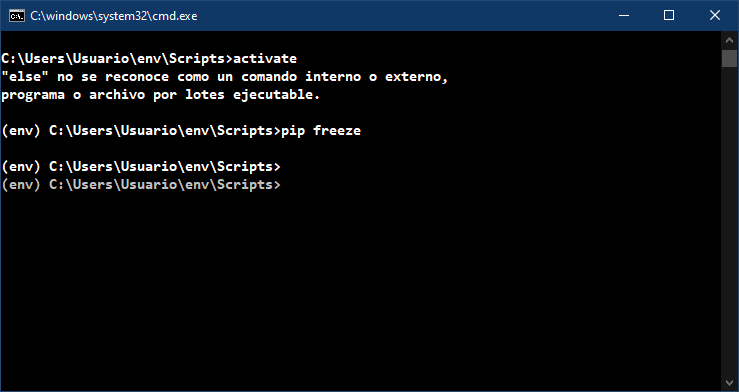 C:\windows\system32\cmd.exe
C:\Users\Usuario\env\Scripts>activate
"else" no se reconoce como un comando interno o externo,
programa o archivo por lotes ejecutable.
(env) C:\Users\Usuario\env\Scripts>pip freeze
(env) C:\Users\Usuario\env\Scripts>
(env) C:\Users\Usuario\env\Scripts>